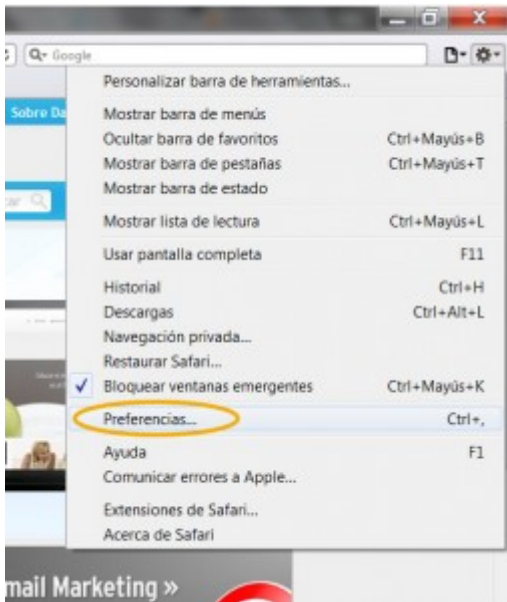 Google
Personalizar barra de herramientas...
Sobre Da
Mostrar barra de menús
Ocultar barra de favoritos Ctrl+Mayús+B
Mostrar barra de pestañas Ctrl+Mayús+T
Mostrar barra de estado
ar
Mostrar lista de lectura Ctrl+Mayús+L
Usar pantalla completa F11
Historial Ctrl+H
Descargas Ctrl+Alt+L
Navegación privada...
Restaurar Safari...
Bloquear ventanas emergentes Ctrl+Mayús+K
Preferencias... Ctrl+,
Ayuda F1
Comunicar errores a Apple...
Extensiones de Safari...
Acerca de Safari
mail Marketing »